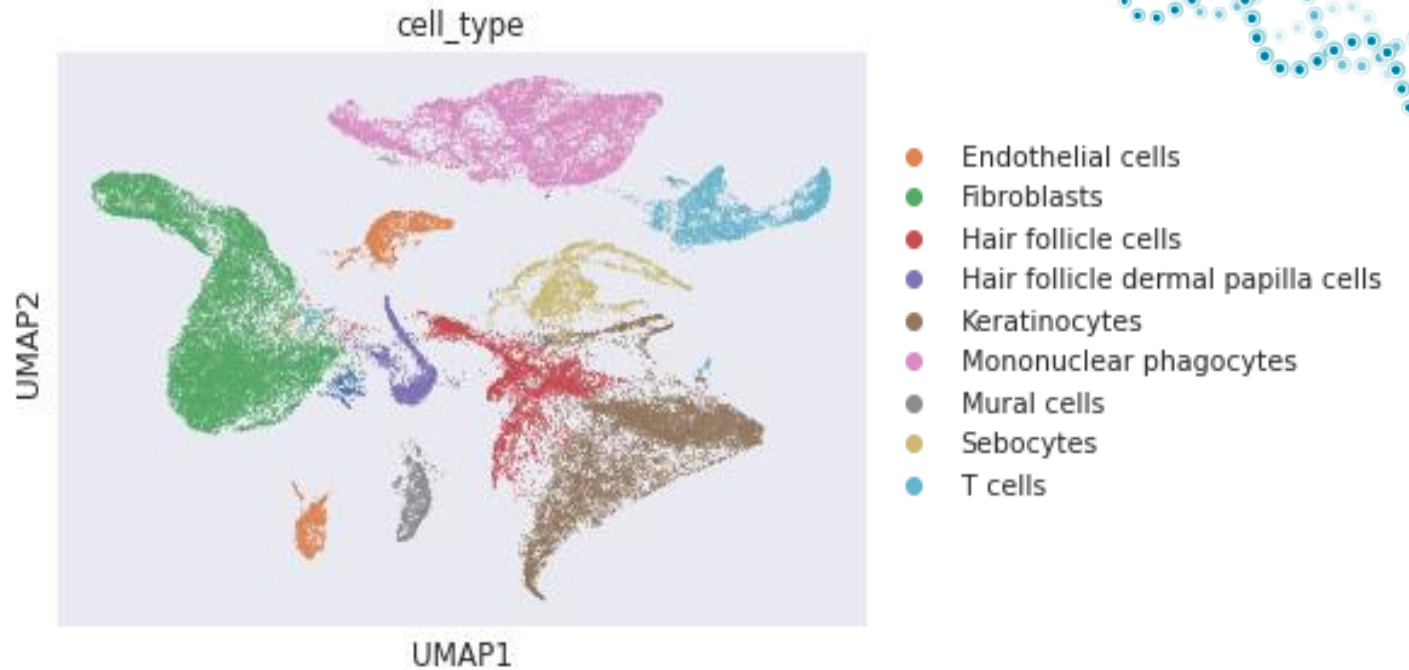 cell_type
UMAP2
UMAP1
Endothelial cells
Fibroblasts
Hair follicle cells
Hair follicle dermal papilla cells
Keratinocytes
Mononuclear phagocytes
Mural cells
Sebocytes
T cells